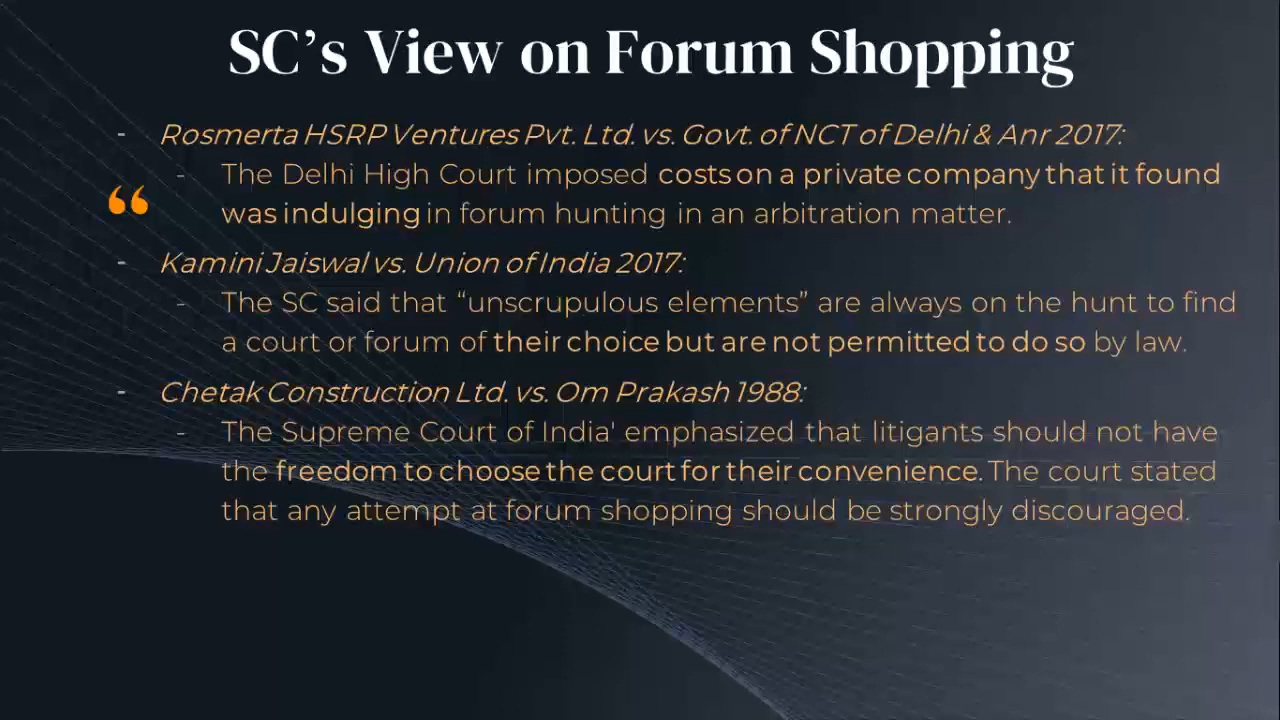 SC’s View on Forum Shopping
- Rosmerta HSRP Ventures Pvt. Ltd. vs. Govt. of NCT of Delhi & Anr 2017:
- The Delhi High Court imposed costs on a private company that it found
“
was indulging in forum hunting in an arbitration matter.
- Kamini Jaiswal vs. Union of India 2017:
- The SC said that “unscrupulous elements” are always on the hunt to find
a court or forum of their choice but are not permitted to do so by law.
- Chetak Construction Ltd. vs. Om Prakash 1988:
- The Supreme Court of India' emphasized that litigants should not have
the freedom to choose the court for their convenience. The court stated
that any attempt at forum shopping should be strongly discouraged.